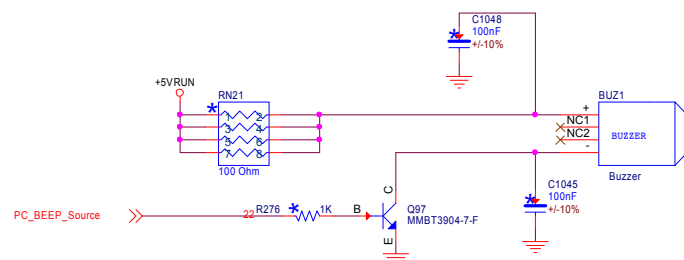 C1048
100nF
+/-10%
+5VRUN
RN21
BUZ1
*
1 2
3 4
5 6
7 8
+
NC1
NC2
-
BUZZER
100 Ohm
Buzzer
C1045
100nF
+/-10%
PC_BEEP_Source
22
R276
*
1K
B
C
E
Q97
MMBT3904-7-F